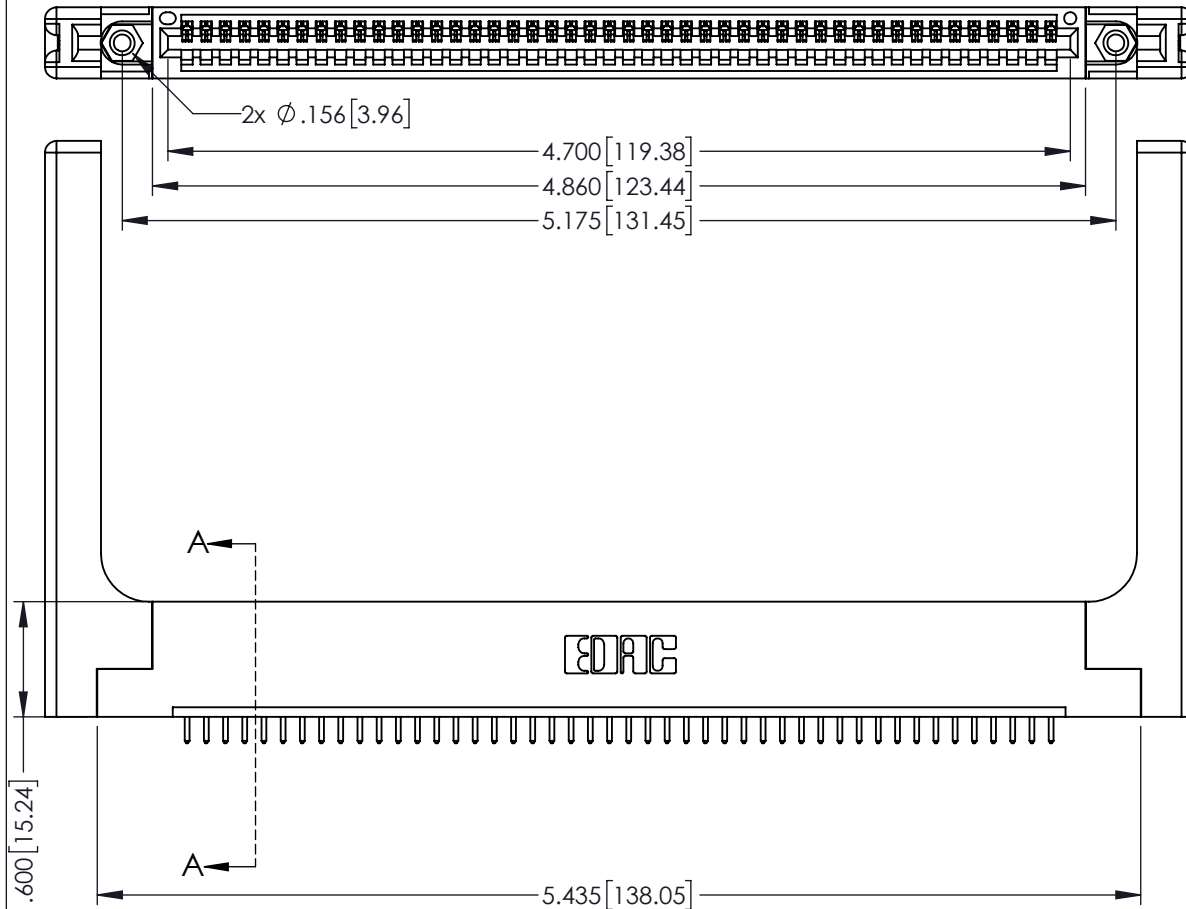 2x ∅.156[3.96]
4.700[119.38]
4.860[123.44]
5.175[131.45]
A
EDAC
.600[15.24]
A
5.435[138.05]